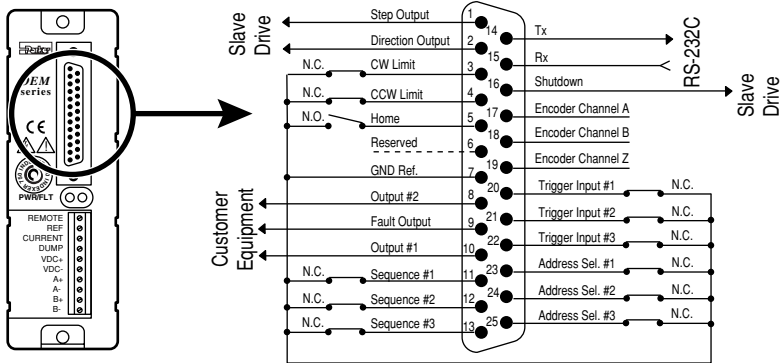 OEM
series
PWR/FLT
REMOTE
REF
CURRENT
DUMP
VDC+
VDC-
A+
A-
B+
B-
Slave
Drive
Customer
Equipment
Step Output 1
Direction Output 2
N.C. CW Limit 3
N.C. CCW Limit 4
N.O. Home 5
Reserved 6
GND Ref. 7
Output #2 8
Fault Output 9
Output #1 10
N.C. Sequence #1 11
N.C. Sequence #2 12
N.C. Sequence #3 13
14 Tx
15 Rx
16 Shutdown
17 Encoder Channel A
18 Encoder Channel B
19 Encoder Channel Z
20 Trigger Input #1 N.C.
21 Trigger Input #2 N.C.
22 Trigger Input #3 N.C.
23 Address Sel. #1 N.C.
24 Address Sel. #2 N.C.
25 Address Sel. #3 N.C.
RS-232C
Slave
Drive